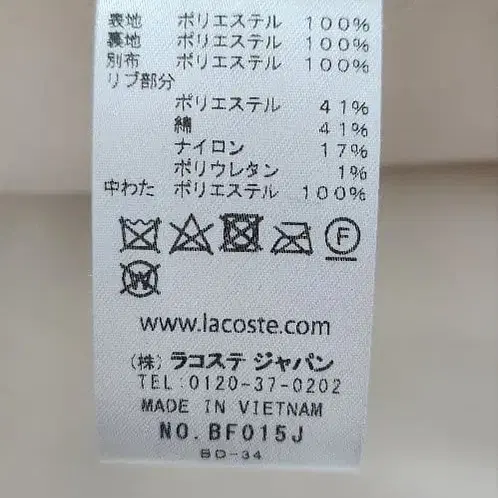 表地 ポリエステル 100%
裏地 ポリエステル 100%
別布 ポリエステル 100%
リブ部分
ポリエステル 41%
綿 41%
ナイロン 17%
ポリウレタン 1%
中わた ポリエステル 100%
F
W
www.lacoste.com
(株) ラコステ ジャパン
TEL:0120-37-0202
MADE IN VIETNAM
NO.BF015J
BD-34